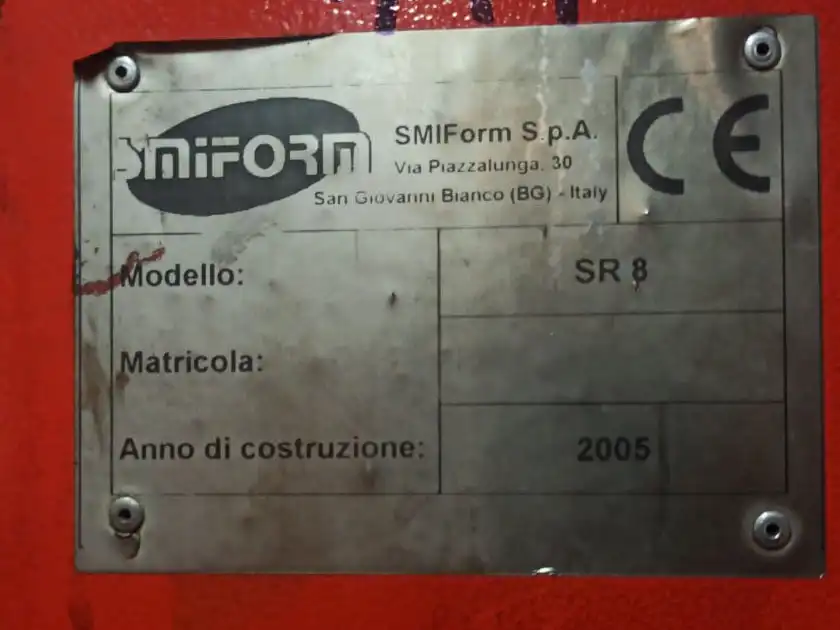 SMIFORM
SMIForm S.p.A.
Via Piazzalunga, 30
San Giovanni Bianco (BG) - Italy
CE
Modello: SR 8
Matricola:
Anno di costruzione: 2005